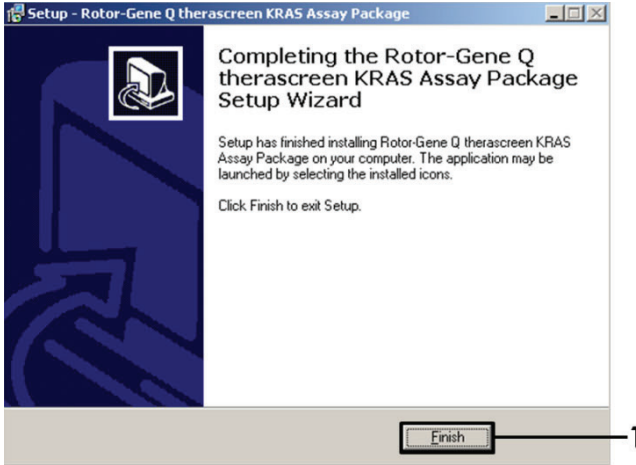 Setup - Rotor-Gene Q therascreen KRAS Assay Package
Completing the Rotor-Gene Q
therascreen KRAS Assay Package
Setup Wizard
Setup has finished installing Rotor-Gene Q therascreen KRAS
Assay Package on your computer. The application may be
launched by selecting the installed icons.
Click Finish to exit Setup.
Finish
1